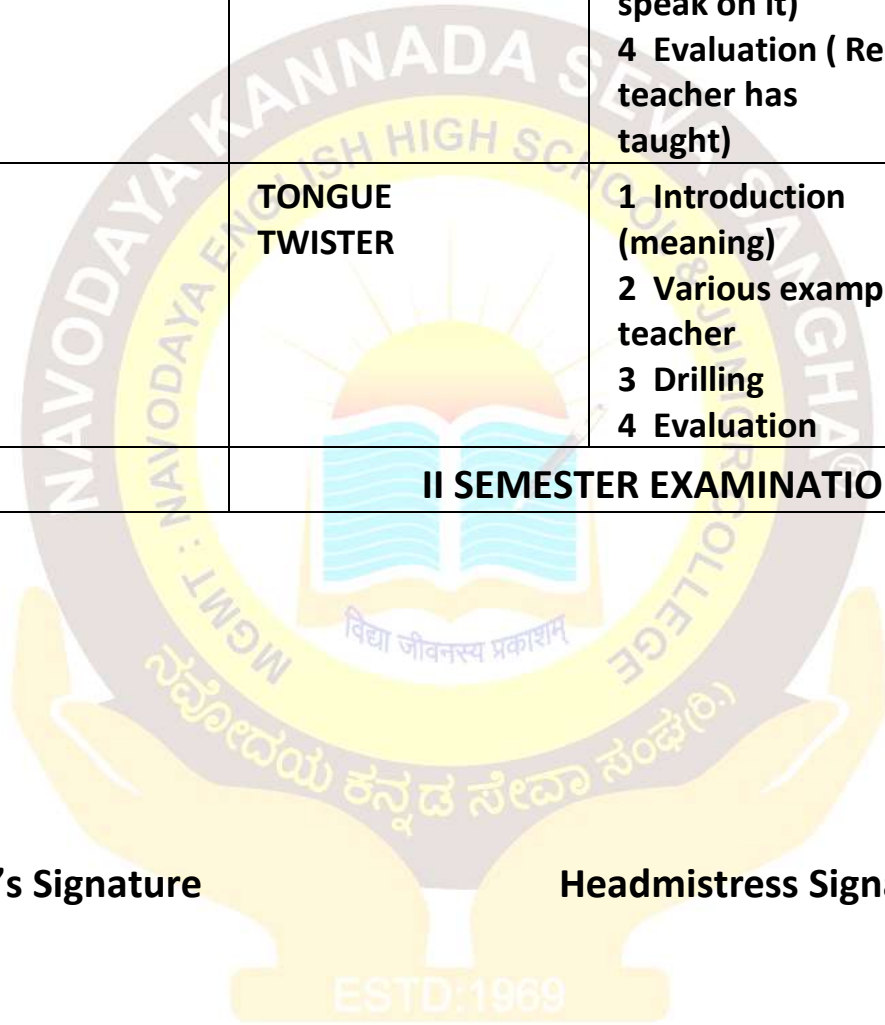 speak on it)
4 Evaluation ( Re
teacher has
taught)
TONGUE
TWISTER
1 Introduction
(meaning)
2 Various examp
teacher
3 Drilling
4 Evaluation
II SEMESTER EXAMINATIO
NAVODAYA KANNADA SEVA SANGHA®
MGMT : NAVODAYA ENGLISH HIGH SCHOOL & JUNIOR COLLEGE
विद्या जीवनस्य प्रकाशम्
ನವೋದಯ ಕನ್ನಡ ಸೇವಾ ಸಂಘ(ರಿ.)
's Signature
Headmistress Signa
ESTD:1969